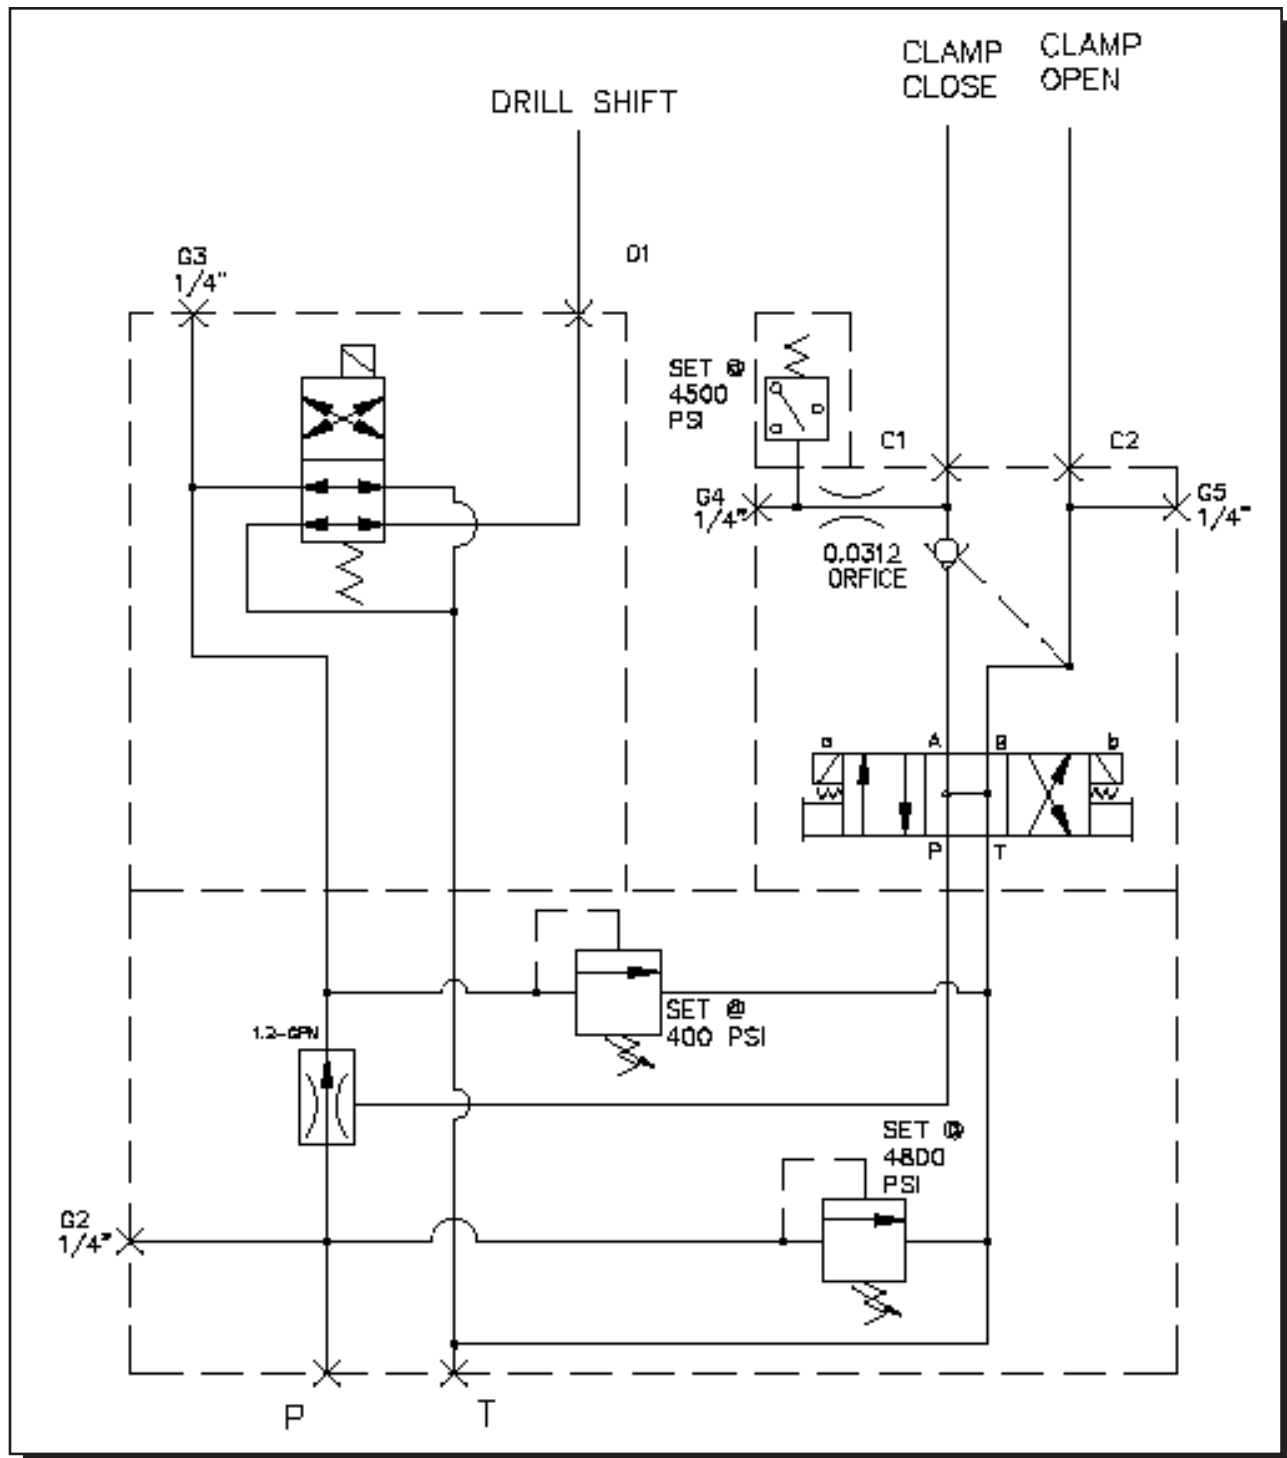 CLAMP
CLOSE
CLAMP
OPEN
DRILL SHIFT
G3
1/4"
D1
SET @
4500
PSI
C1
C2
G4
1/4"
G5
1/4"
0.0312
ORFICE
a
A
B
b
P
T
SET @
400 PSI
1.2-GPM
SET @
4800
PSI
G2
1/4"
P
T